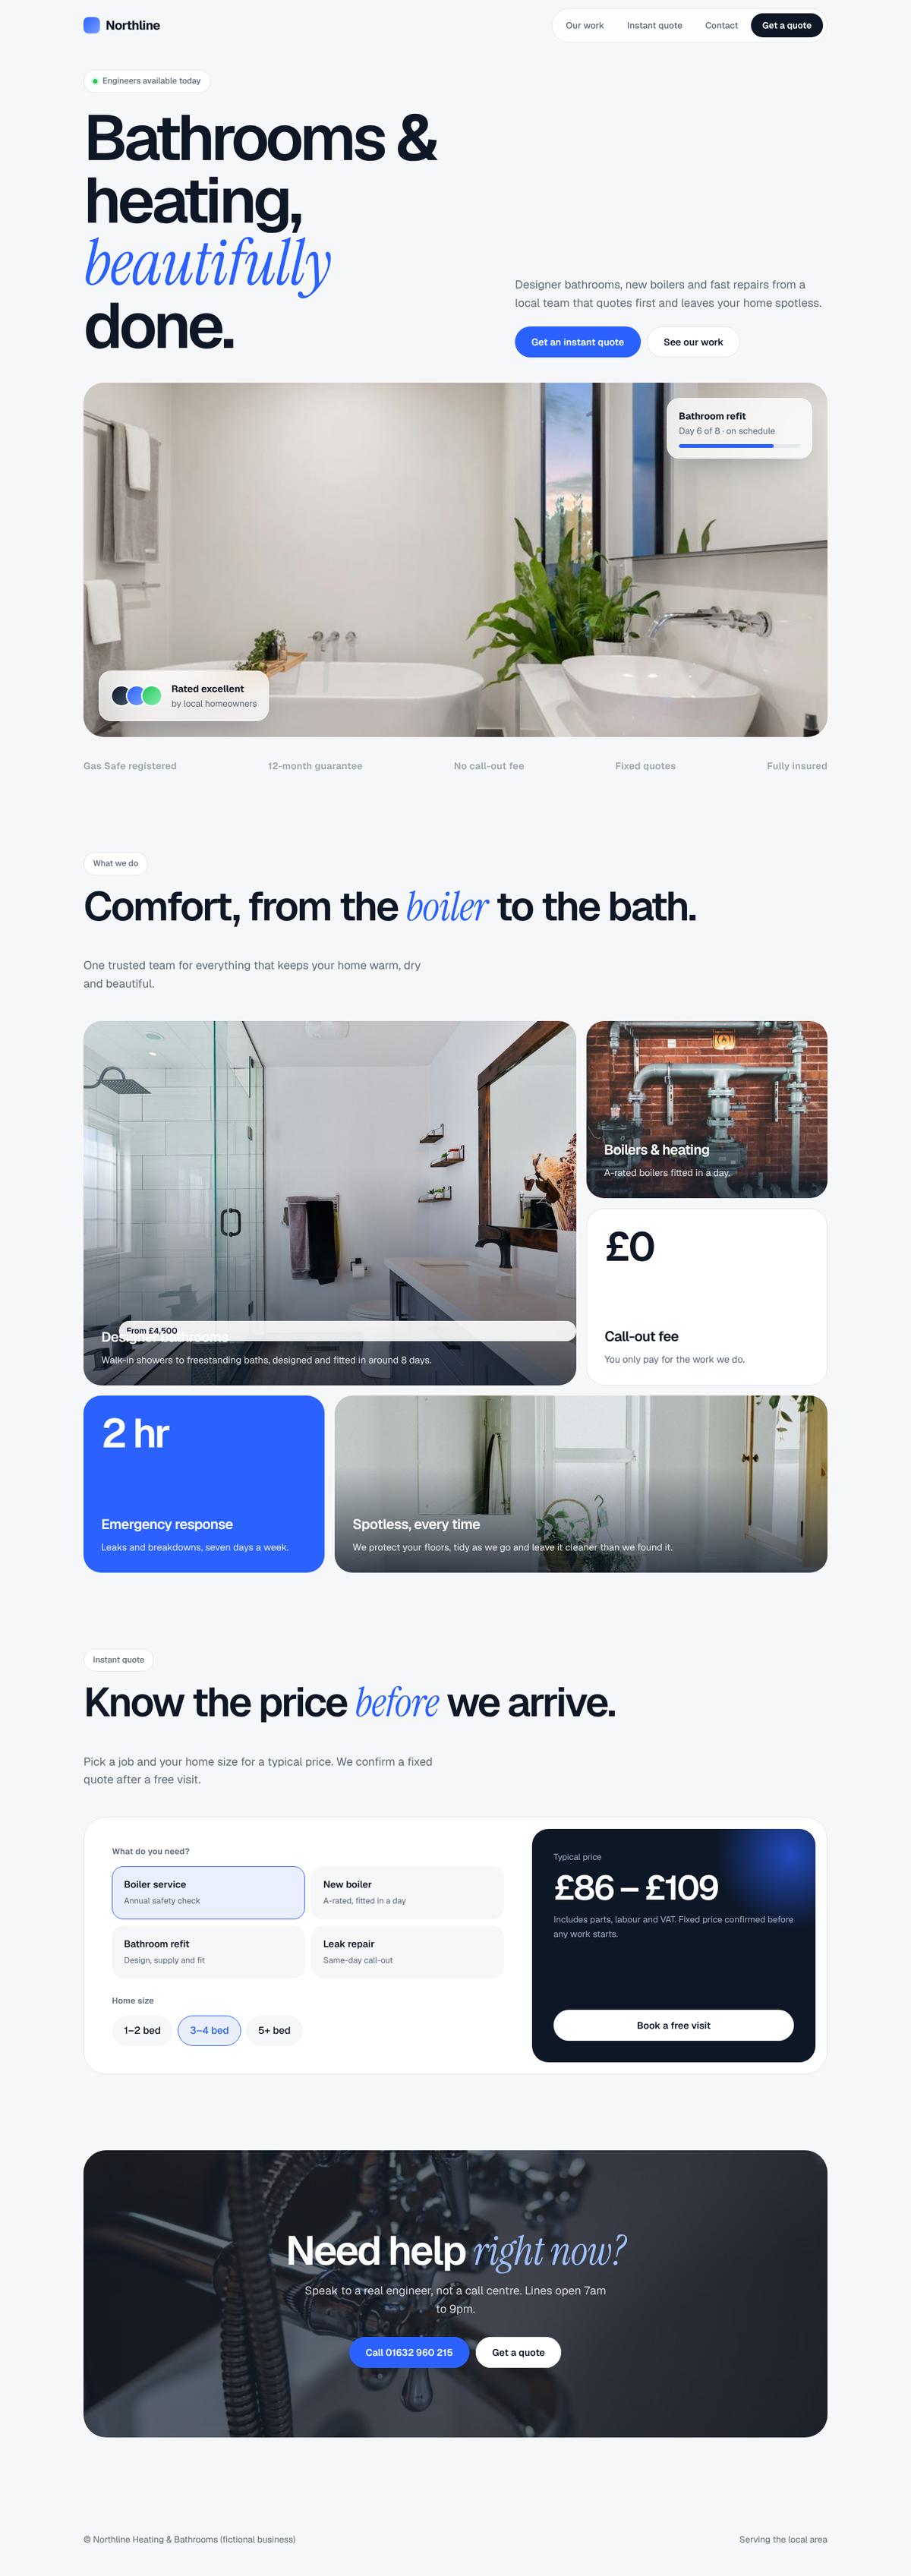 Northline
Our work
Instant quote
Contact
Get a quote
Engineers available today
Bathrooms &
heating,
beautifully
done.
Designer bathrooms, new boilers and fast repairs from a
local team that quotes first and leaves your home spotless.
Get an instant quote
See our work
Bathroom refit
Day 6 of 8 · on schedule
Rated excellent
by local homeowners
Gas Safe registered
12-month guarantee
No call-out fee
Fixed quotes
Fully insured
What we do
Comfort, from the boiler to the bath.
One trusted team for everything that keeps your home warm, dry
and beautiful.
From £4,500
Designer bathrooms
Walk-in showers to freestanding baths, designed and fitted in around 8 days.
Boilers & heating
A-rated boilers fitted in a day.
£0
Call-out fee
You only pay for the work we do.
2 hr
Emergency response
Leaks and breakdowns, seven days a week.
Spotless, every time
We protect your floors, tidy as we go and leave it cleaner than we found it.
Instant quote
Know the price before we arrive.
Pick a job and your home size for a typical price. We confirm a fixed
quote after a free visit.
What do you need?
Boiler service
Annual safety check
New boiler
A-rated, fitted in a day
Bathroom refit
Design, supply and fit
Leak repair
Same-day call-out
Home size
1–2 bed
3–4 bed
5+ bed
Typical price
£86 – £109
Includes parts, labour and VAT. Fixed price confirmed before
any work starts.
Book a free visit
Need help right now?
Speak to a real engineer, not a call centre. Lines open 7am
to 9pm.
Call 01632 960 215
Get a quote
© Northline Heating & Bathrooms (fictional business)
Serving the local area